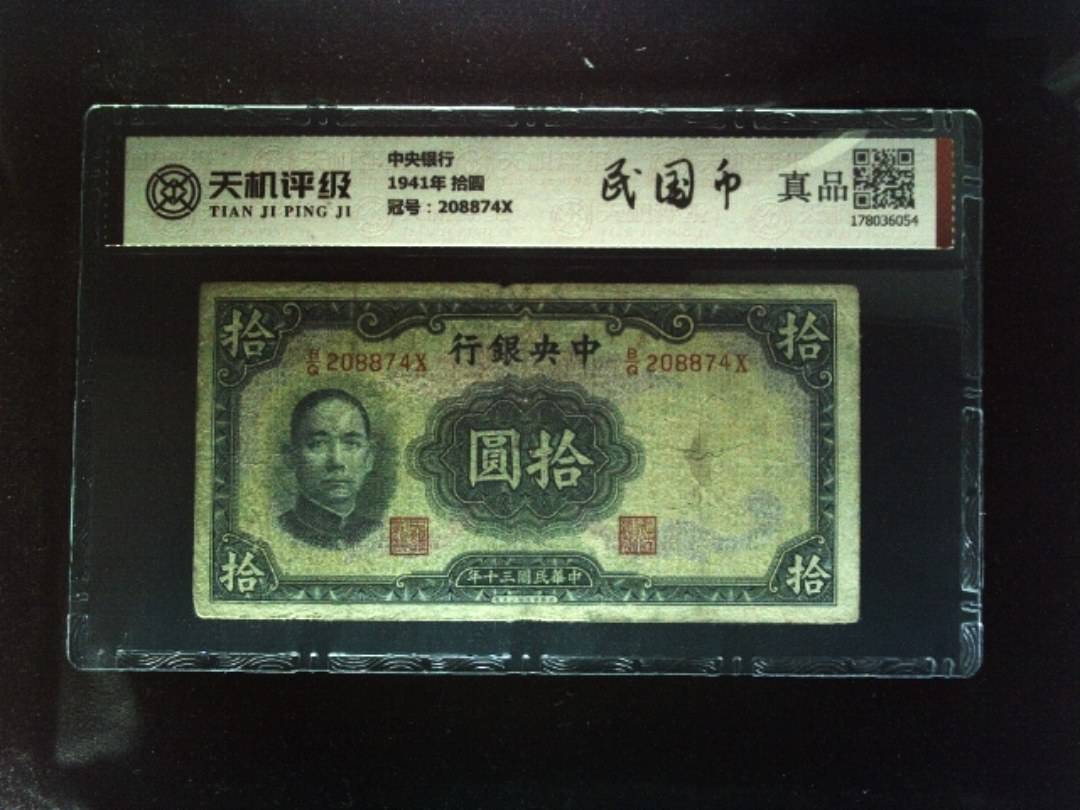 天机评级
TIAN JI PING JI
中央银行
1941年 拾圆
冠号：208874X
民国币
真品
178036054
拾
拾
行銀央中
B/G 208874X
B/G 208874X
圓拾
拾
拾
年十三國民華中